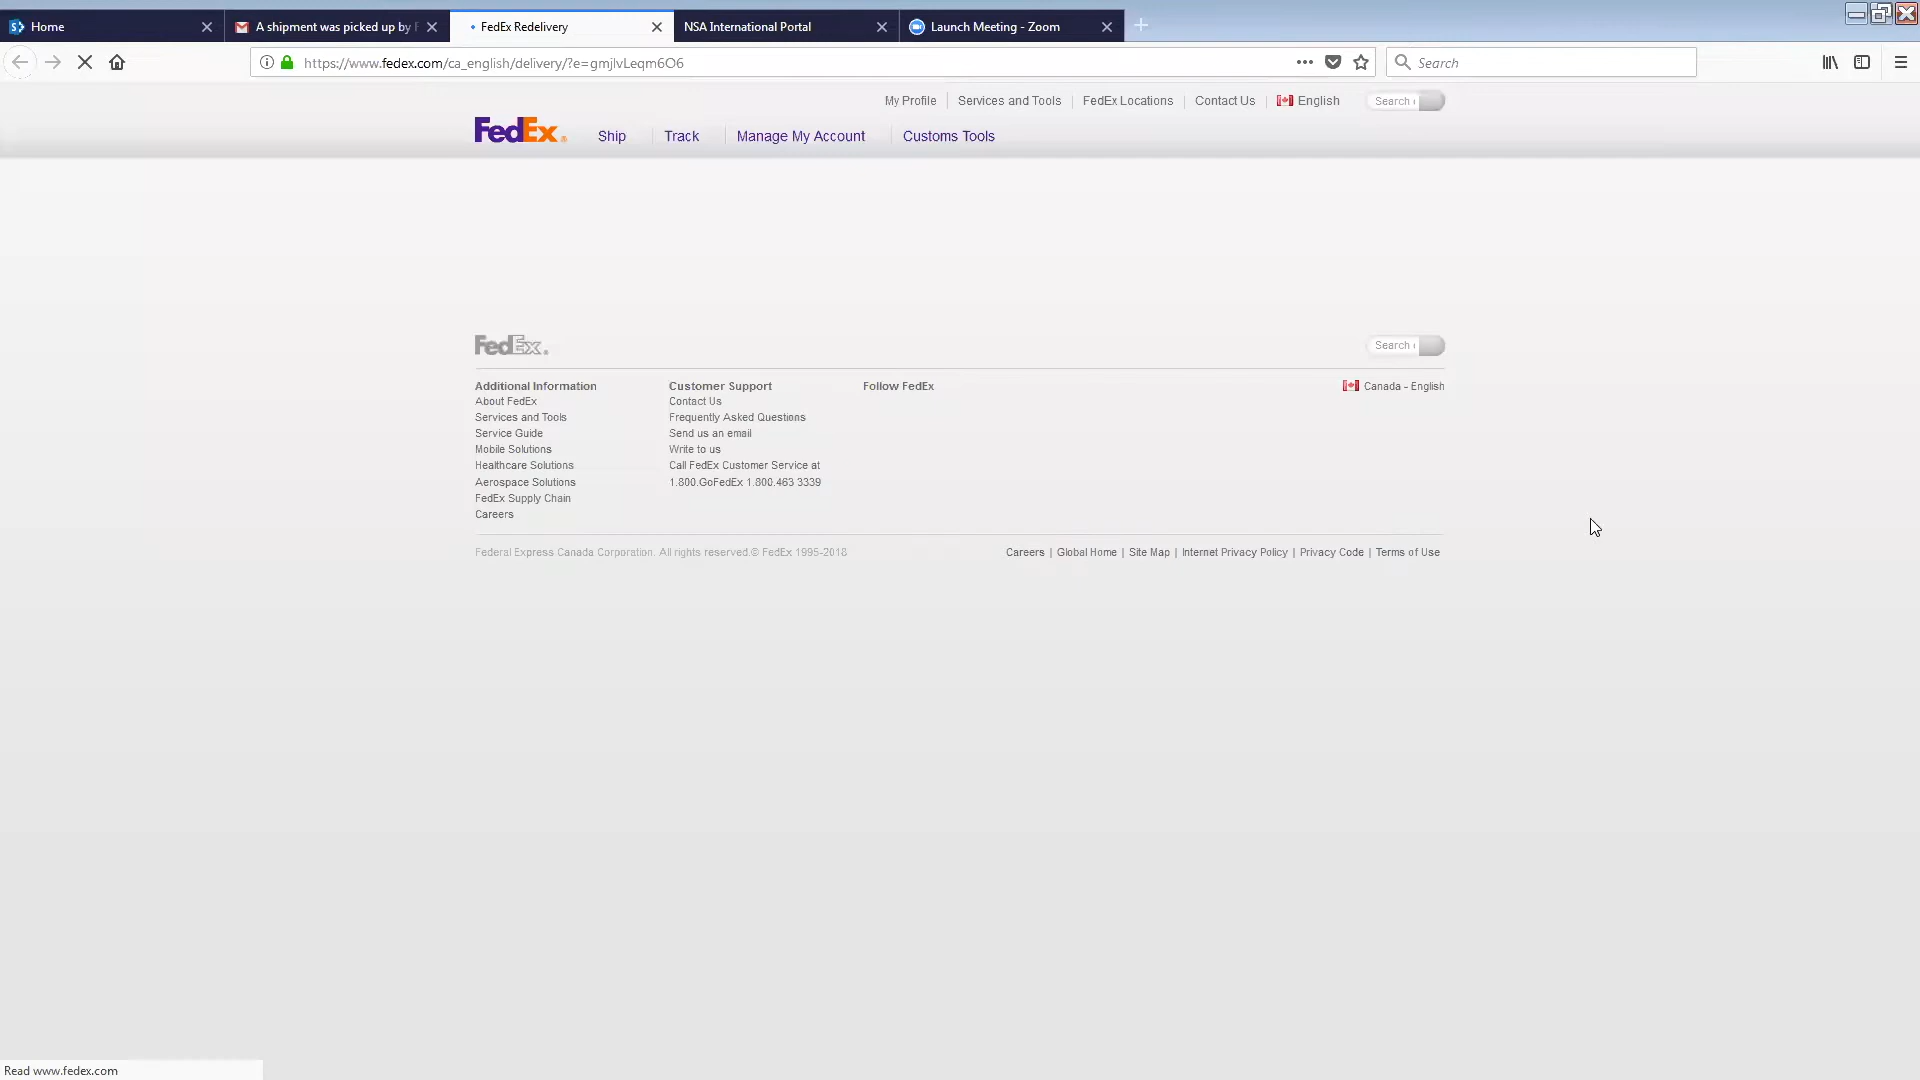 Home
A shipment was picked up by F
FedEx Redelivery
NSA International Portal
Launch Meeting - Zoom
https://www.fedex.com/ca_english/delivery/?e=gmjlvLeqm6O6
Search
My Profile
Services and Tools
FedEx Locations
Contact Us
English
Search
FedEx®
Ship
Track
Manage My Account
Customs Tools
FedEx®
Search
Additional Information
About FedEx
Services and Tools
Service Guide
Mobile Solutions
Healthcare Solutions
Aerospace Solutions
FedEx Supply Chain
Careers
Customer Support
Contact Us
Frequently Asked Questions
Send us an email
Write to us
Call FedEx Customer Service at
1.800.GoFedEx 1.800.463 3339
Follow FedEx
Canada - English
Federal Express Canada Corporation. All rights reserved.© FedEx 1995-2018
Careers | Global Home | Site Map | Internet Privacy Policy | Privacy Code | Terms of Use
Read www.fedex.com